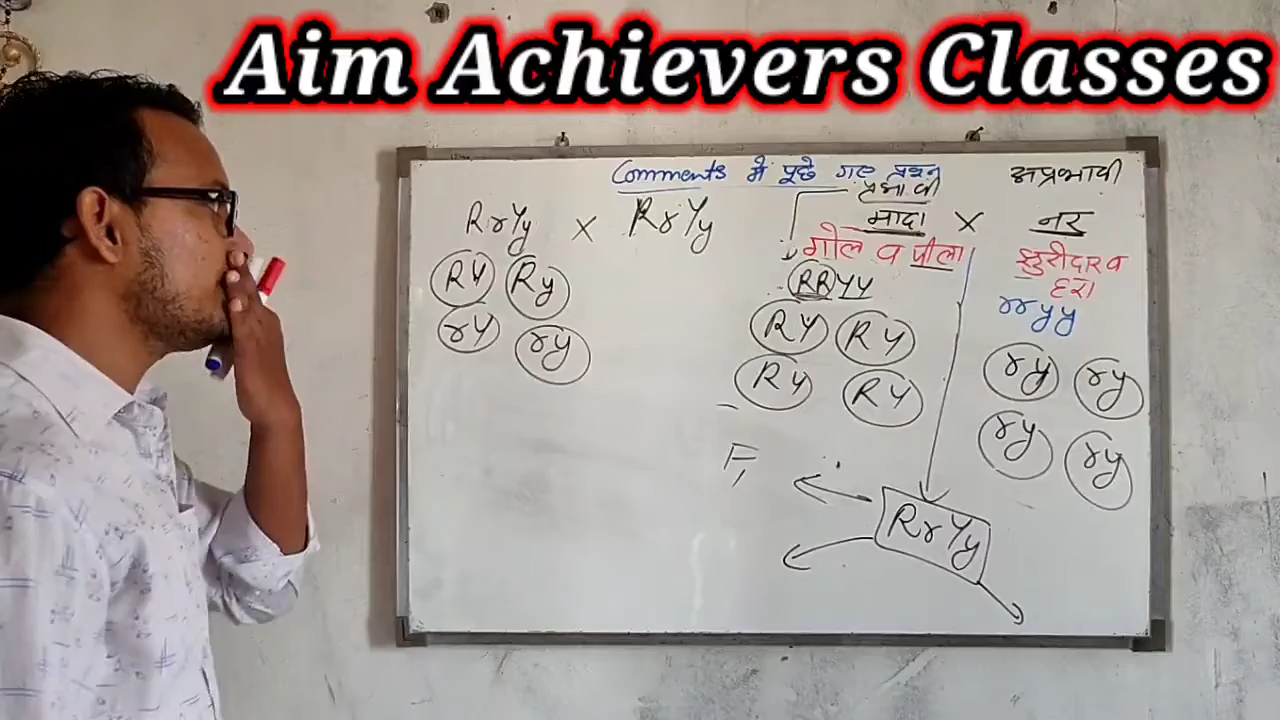 Aim Achievers Classes
Comments में पूछे गए प्रश्न
प्रभावी
अप्रभावी
RrYy × RrYy
मादा × नर
गोल व पीला
झुर्रीदार व
हरा
RRYY
rryy
RY Ry
rY ry
RY RY
RY RY
ry ry
ry ry
F1
RrYy